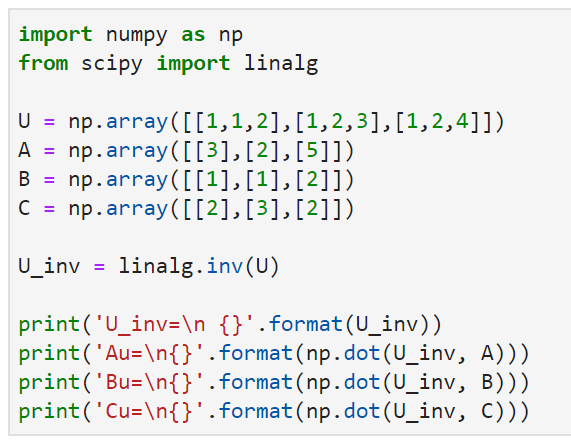 import numpy as np
from scipy import linalg
U = np.array([[1,1,2],[1,2,3],[1,2,4]])
A = np.array([[3],[2],[5]])
B = np.array([[1],[1],[2]])
C = np.array([[2],[3],[2]])
U_inv = linalg.inv(U)
print('U_inv=\n {}'.format(U_inv))
print('Au=\n{}'.format(np.dot(U_inv, A)))
print('Bu=\n{}'.format(np.dot(U_inv, B)))
print('Cu=\n{}'.format(np.dot(U_inv, C)))